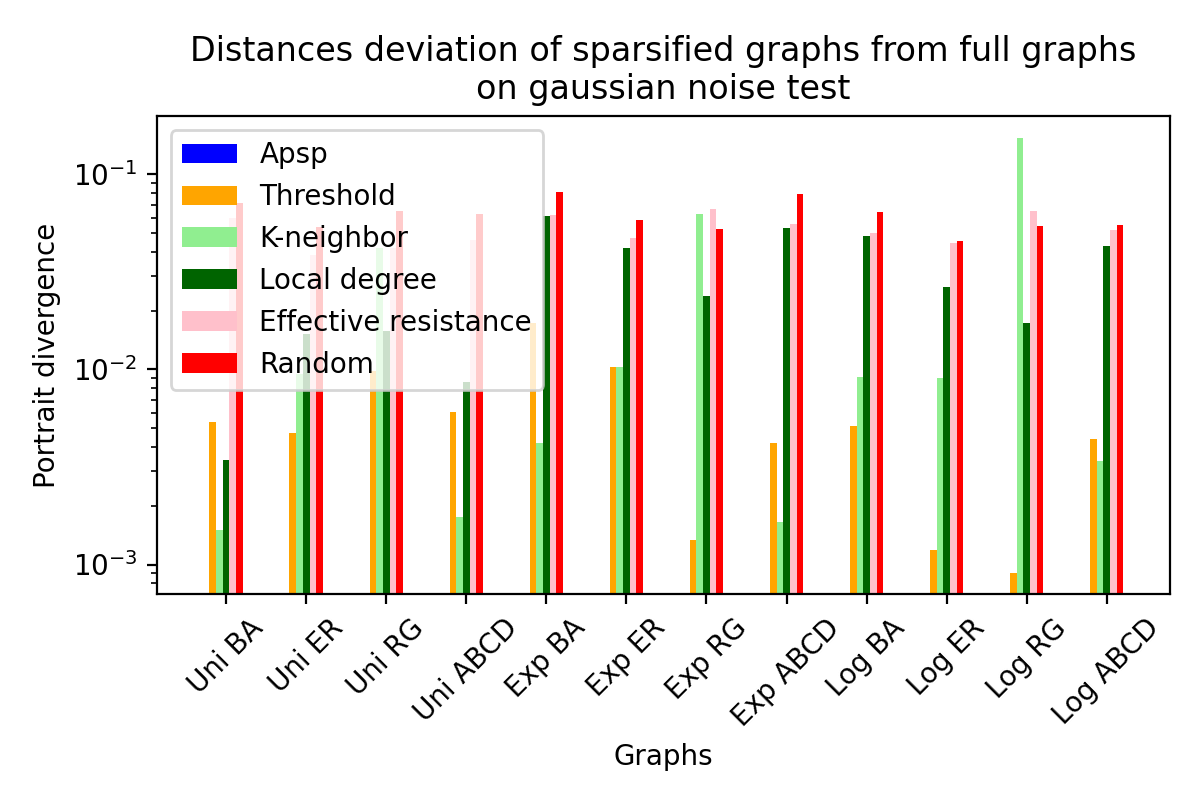 Distances deviation of sparsified graphs from full graphs
on gaussian noise test
Portrait divergence
10⁻¹
10⁻²
10⁻³
Apsp
Threshold
K-neighbor
Local degree
Effective resistance
Random
Uni BA
Uni ER
Uni RG
Uni ABCD
Exp BA
Exp ER
Exp RG
Exp ABCD
Log BA
Log ER
Log RG
Log ABCD
Graphs